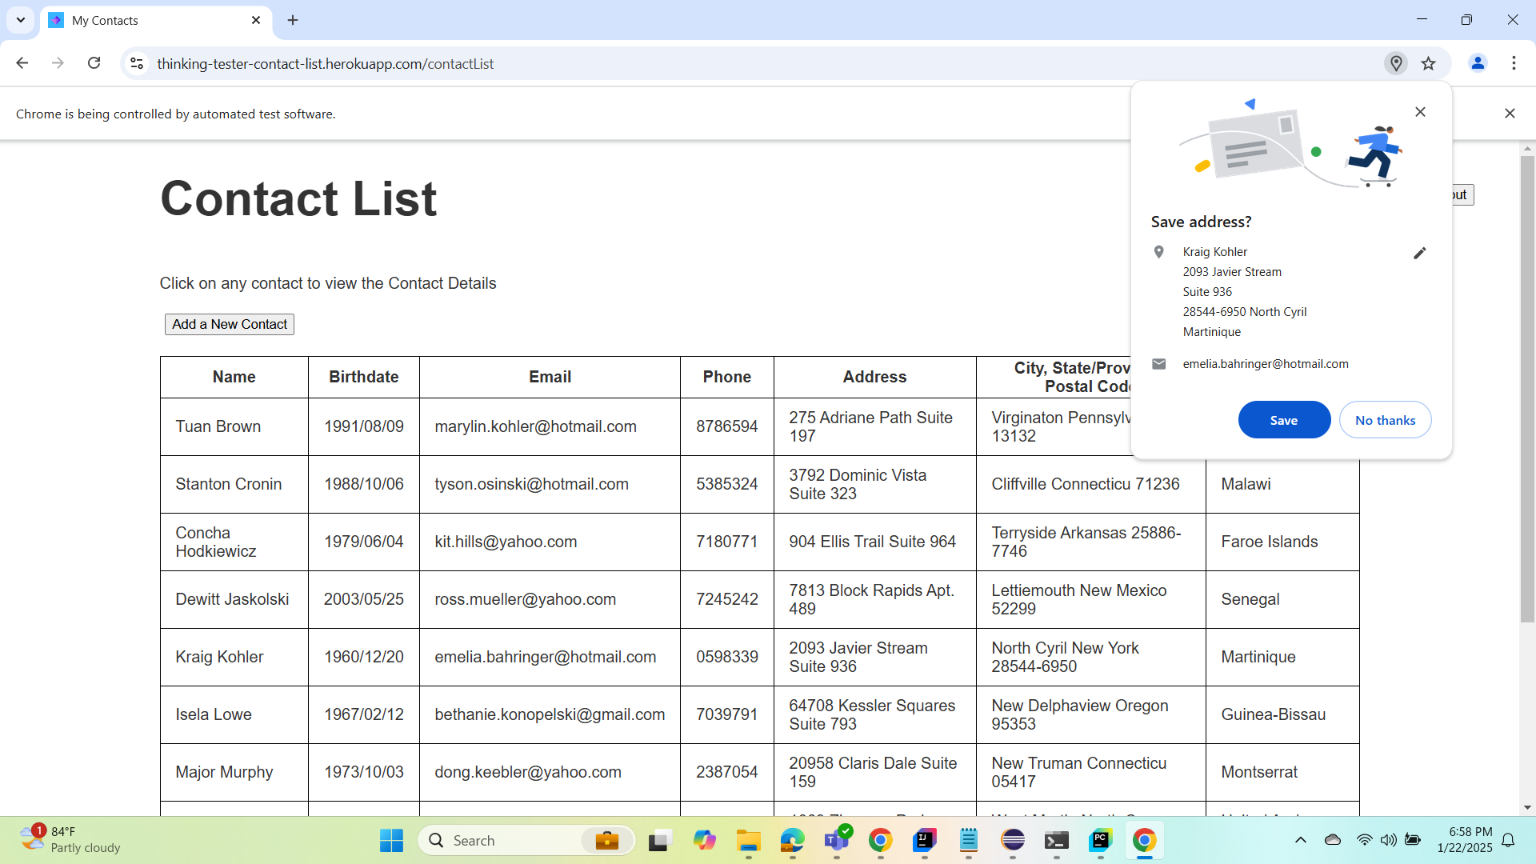 My Contacts
thinking-tester-contact-list.herokuapp.com/contactList
Chrome is being controlled by automated test software.
Save address?
Kraig Kohler
2093 Javier Stream
Suite 936
28544-6950 North Cyril
Martinique
emelia.bahringer@hotmail.com
Save
No thanks
Contact List
Click on any contact to view the Contact Details
Add a New Contact
Name Birthdate Email Phone Address City, State/Prov
Postal Code
Tuan Brown 1991/08/09 marylin.kohler@hotmail.com 8786594 275 Adriane Path Suite
197 Virginaton Pennsylv
13132
Stanton Cronin 1988/10/06 tyson.osinski@hotmail.com 5385324 3792 Dominic Vista
Suite 323 Cliffville Connecticu 71236 Malawi
Concha
Hodkiewicz 1979/06/04 kit.hills@yahoo.com 7180771 904 Ellis Trail Suite 964 Terryside Arkansas 25886-
7746 Faroe Islands
Dewitt Jaskolski 2003/05/25 ross.mueller@yahoo.com 7245242 7813 Block Rapids Apt.
489 Lettiemouth New Mexico
52299 Senegal
Kraig Kohler 1960/12/20 emelia.bahringer@hotmail.com 0598339 2093 Javier Stream
Suite 936 North Cyril New York
28544-6950 Martinique
Isela Lowe 1967/02/12 bethanie.konopelski@gmail.com 7039791 64708 Kessler Squares
Suite 793 New Delphaview Oregon
95353 Guinea-Bissau
Major Murphy 1973/10/03 dong.keebler@yahoo.com 2387054 20958 Claris Dale Suite
159 New Truman Connecticu
05417 Montserrat
1
84°F
Partly cloudy
Search
6:58 PM
1/22/2025